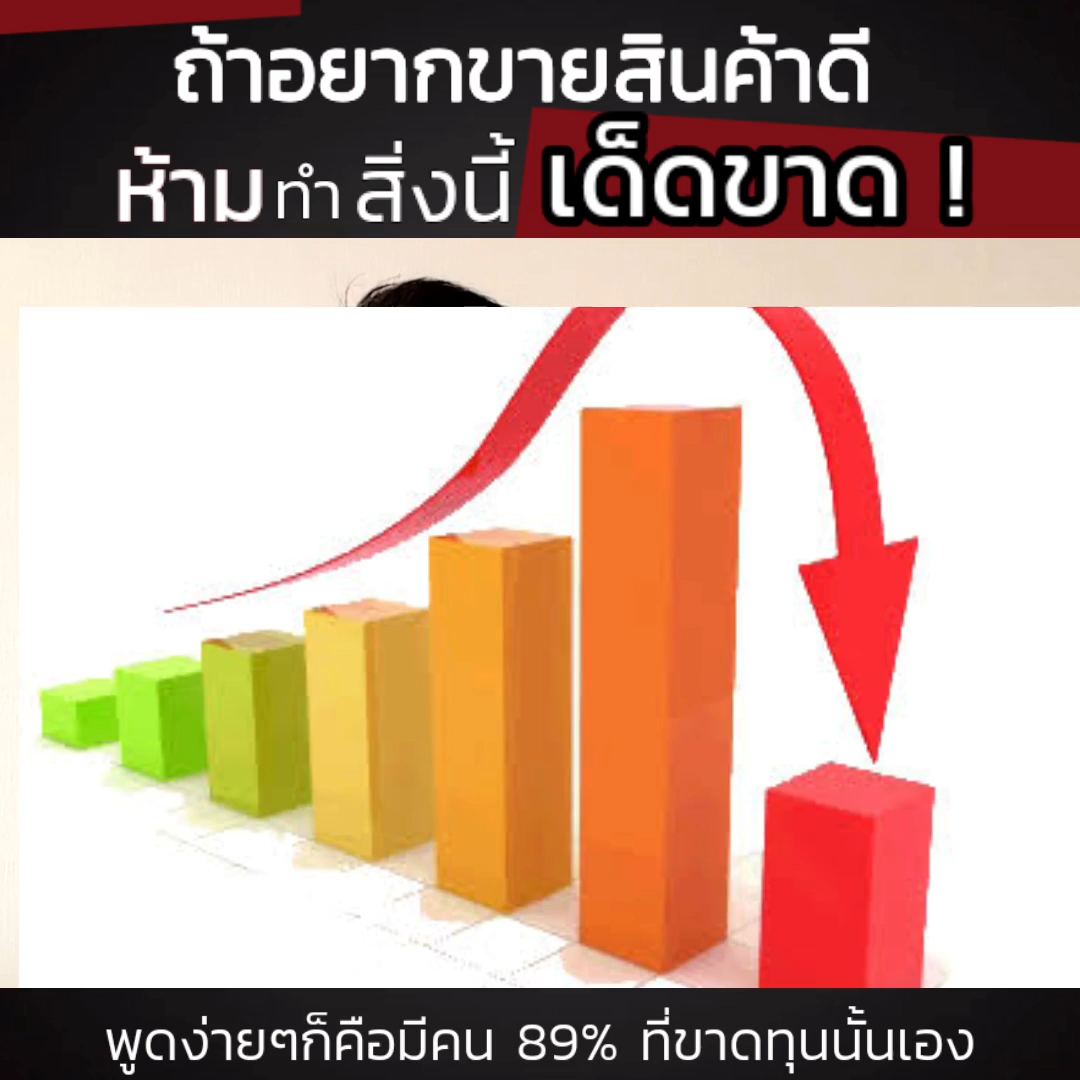 ถ้าอยากขายสินค้าดี
ห้ามทำ สิ่งนี้ เด็ดขาด !
พูดง่ายๆก็คือมีคน 89% ที่ขาดทุนนั้นเอง